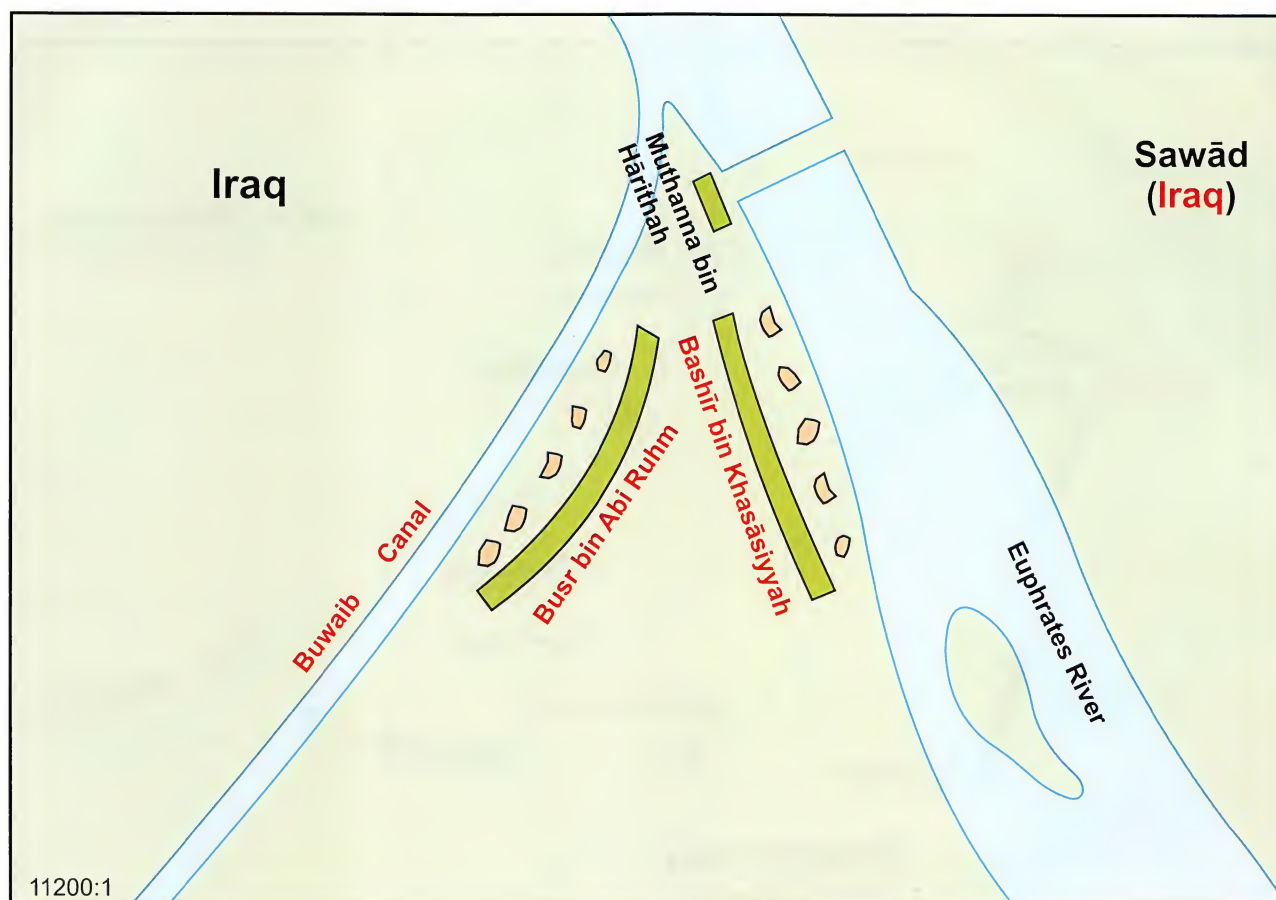 Iraq
Sawād
(Iraq)
Muthanna bin
Hārithah
Bashīr bin Khasāsiyyah
Busr bin Abi Ruhm
Buwaib Canal
Euphrates River
11200:1